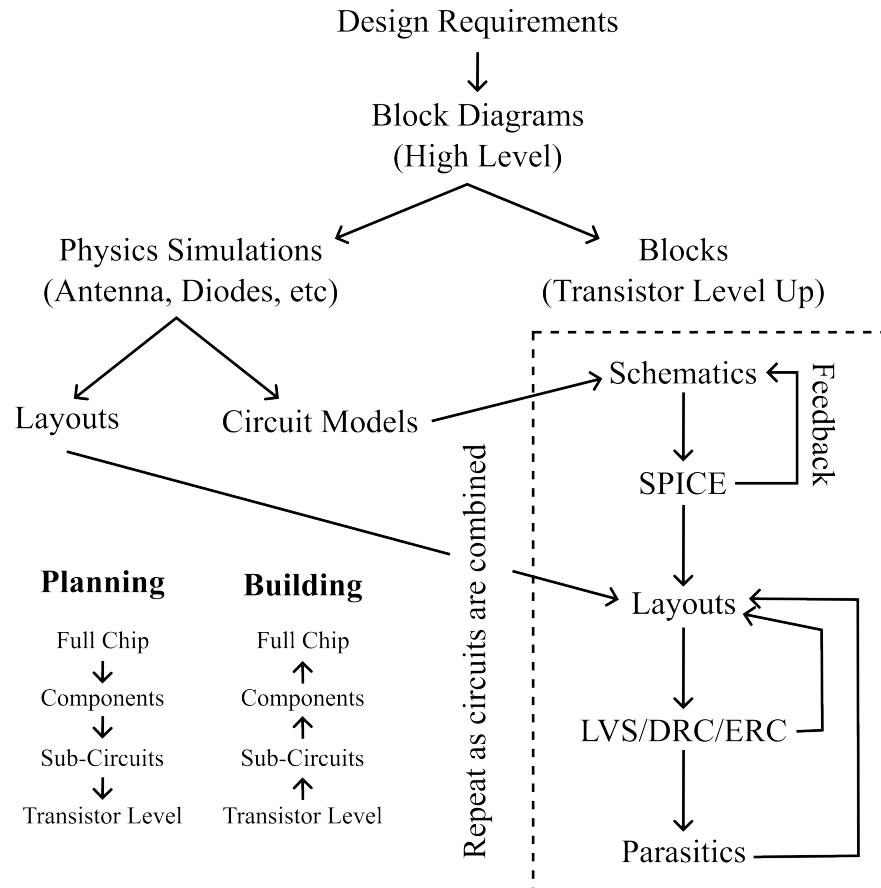 Design Requirements
Block Diagrams
(High Level)
Physics Simulations
(Antenna, Diodes, etc)
Blocks
(Transistor Level Up)
Layouts
Circuit Models
Schematics
Feedback
SPICE
Layouts
LVS/DRC/ERC
Parasitics
Repeat as circuits are combined
Planning
Full Chip
Components
Sub-Circuits
Transistor Level
Building
Full Chip
Components
Sub-Circuits
Transistor Level